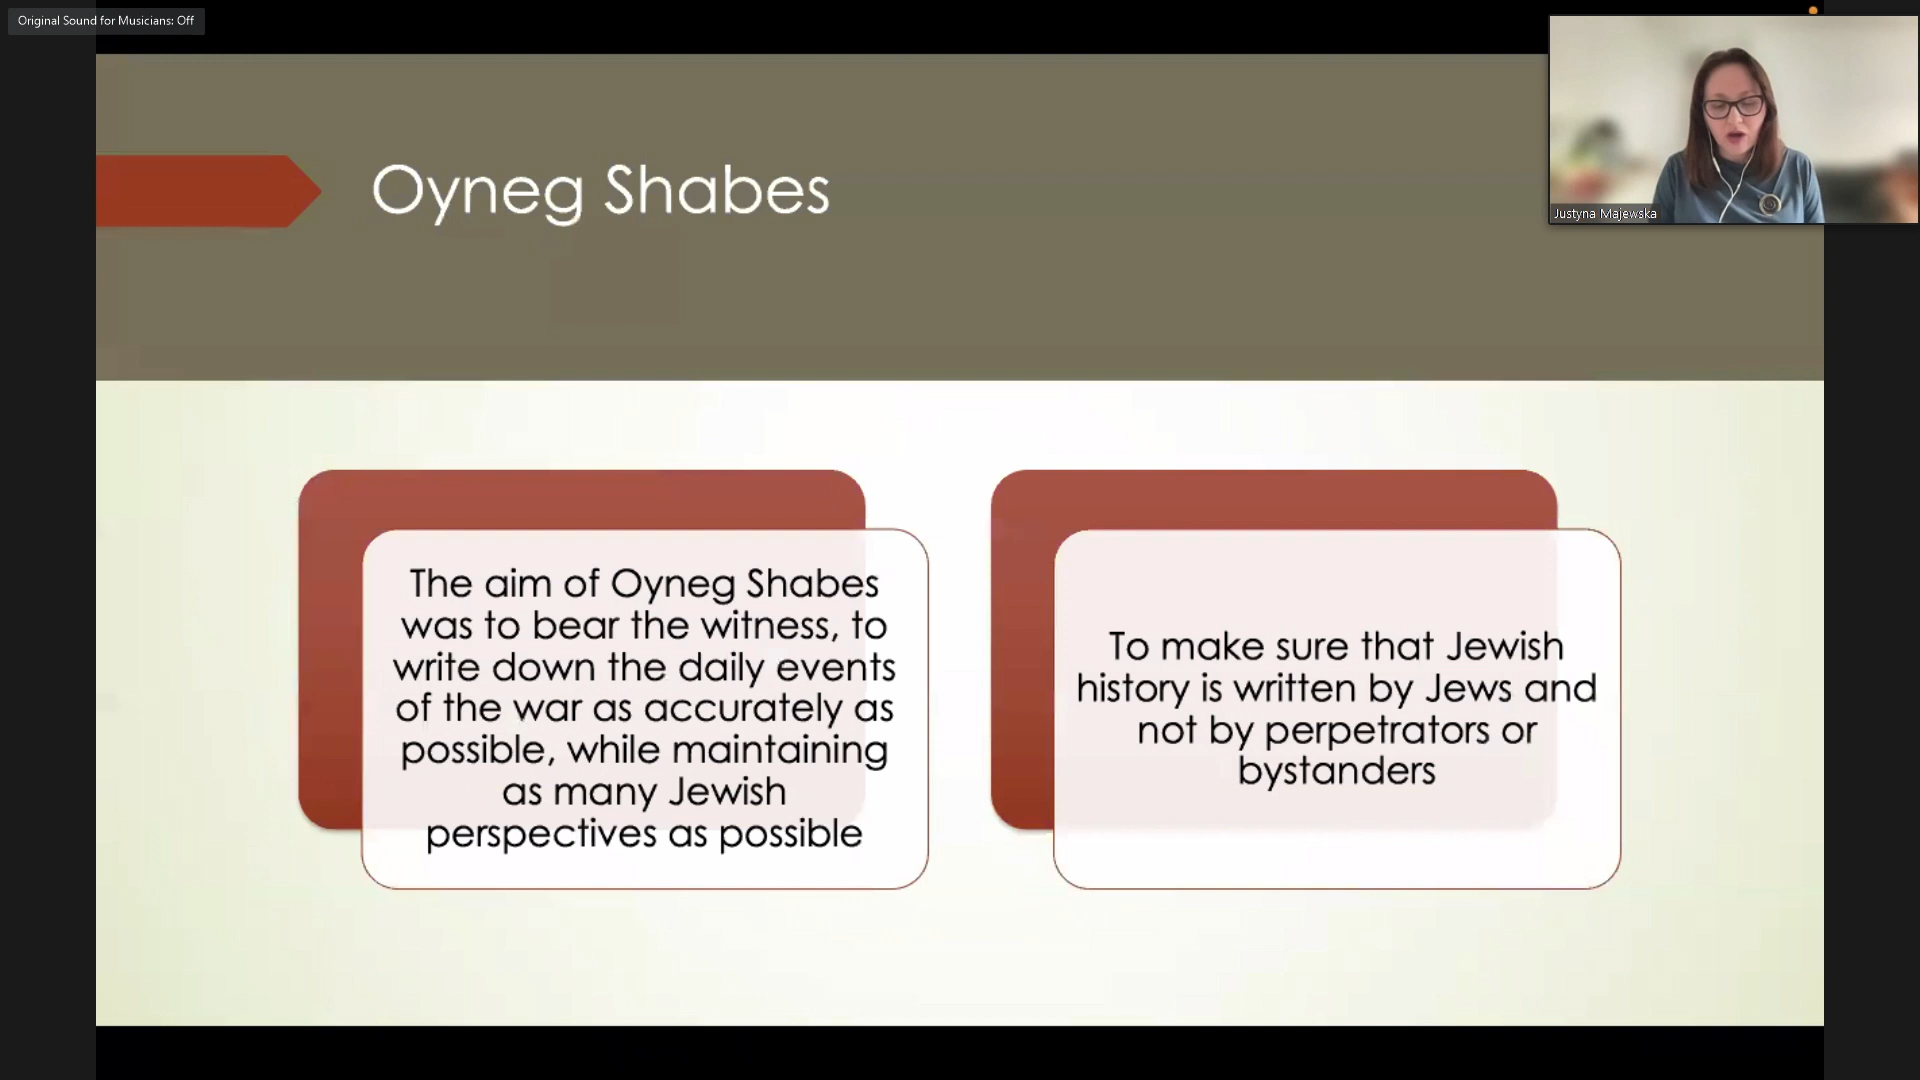 Original Sound for Musicians: Off
Justyna Majewska
Oyneg Shabes
The aim of Oyneg Shabes
was to bear the witness, to
write down the daily events
of the war as accurately as
possible, while maintaining
as many Jewish
perspectives as possible
To make sure that Jewish
history is written by Jews and
not by perpetrators or
bystanders